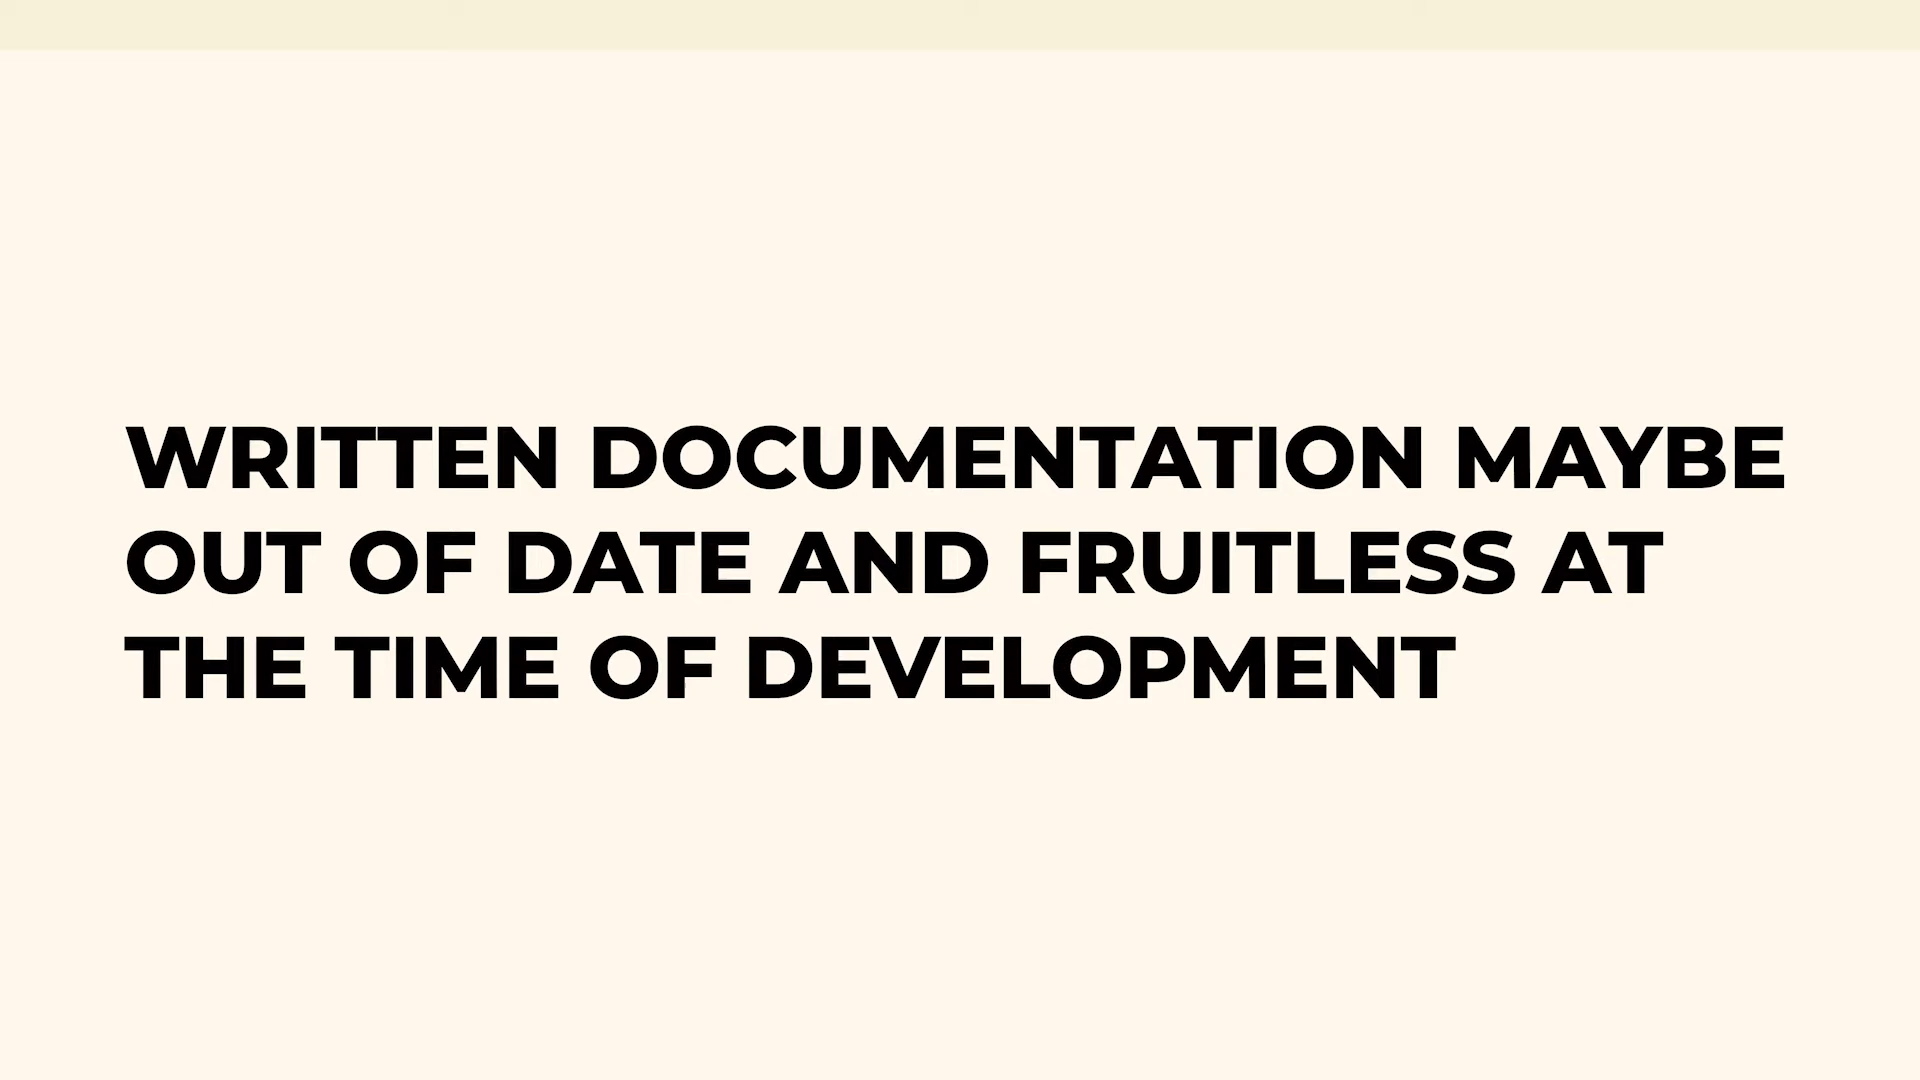 WRITTEN DOCUMENTATION MAYBE
OUT OF DATE AND FRUITLESS AT
THE TIME OF DEVELOPMENT